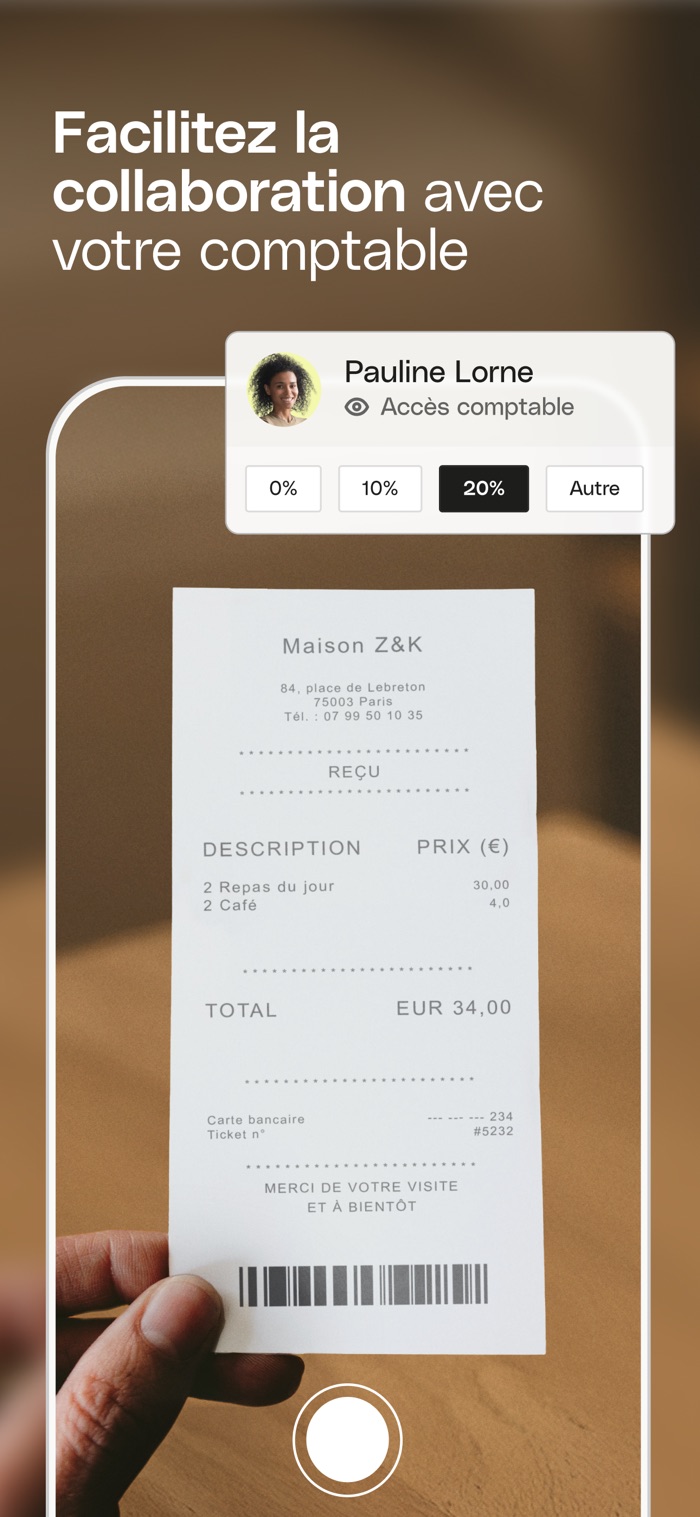 Facilitez la
collaboration avec
votre comptable
Pauline Lorne
Accès comptable
0% 10% 20% Autre
Maison Z&K
84, place de Lebreton
75003 Paris
Tél. : 07 99 50 10 35
REÇU
DESCRIPTION PRIX (€)
2 Repas du jour 30,00
2 Café 4,0
TOTAL EUR 34,00
Carte bancaire --- --- --- 234
Ticket n° #5232
MERCI DE VOTRE VISITE
ET À BIENTÔT